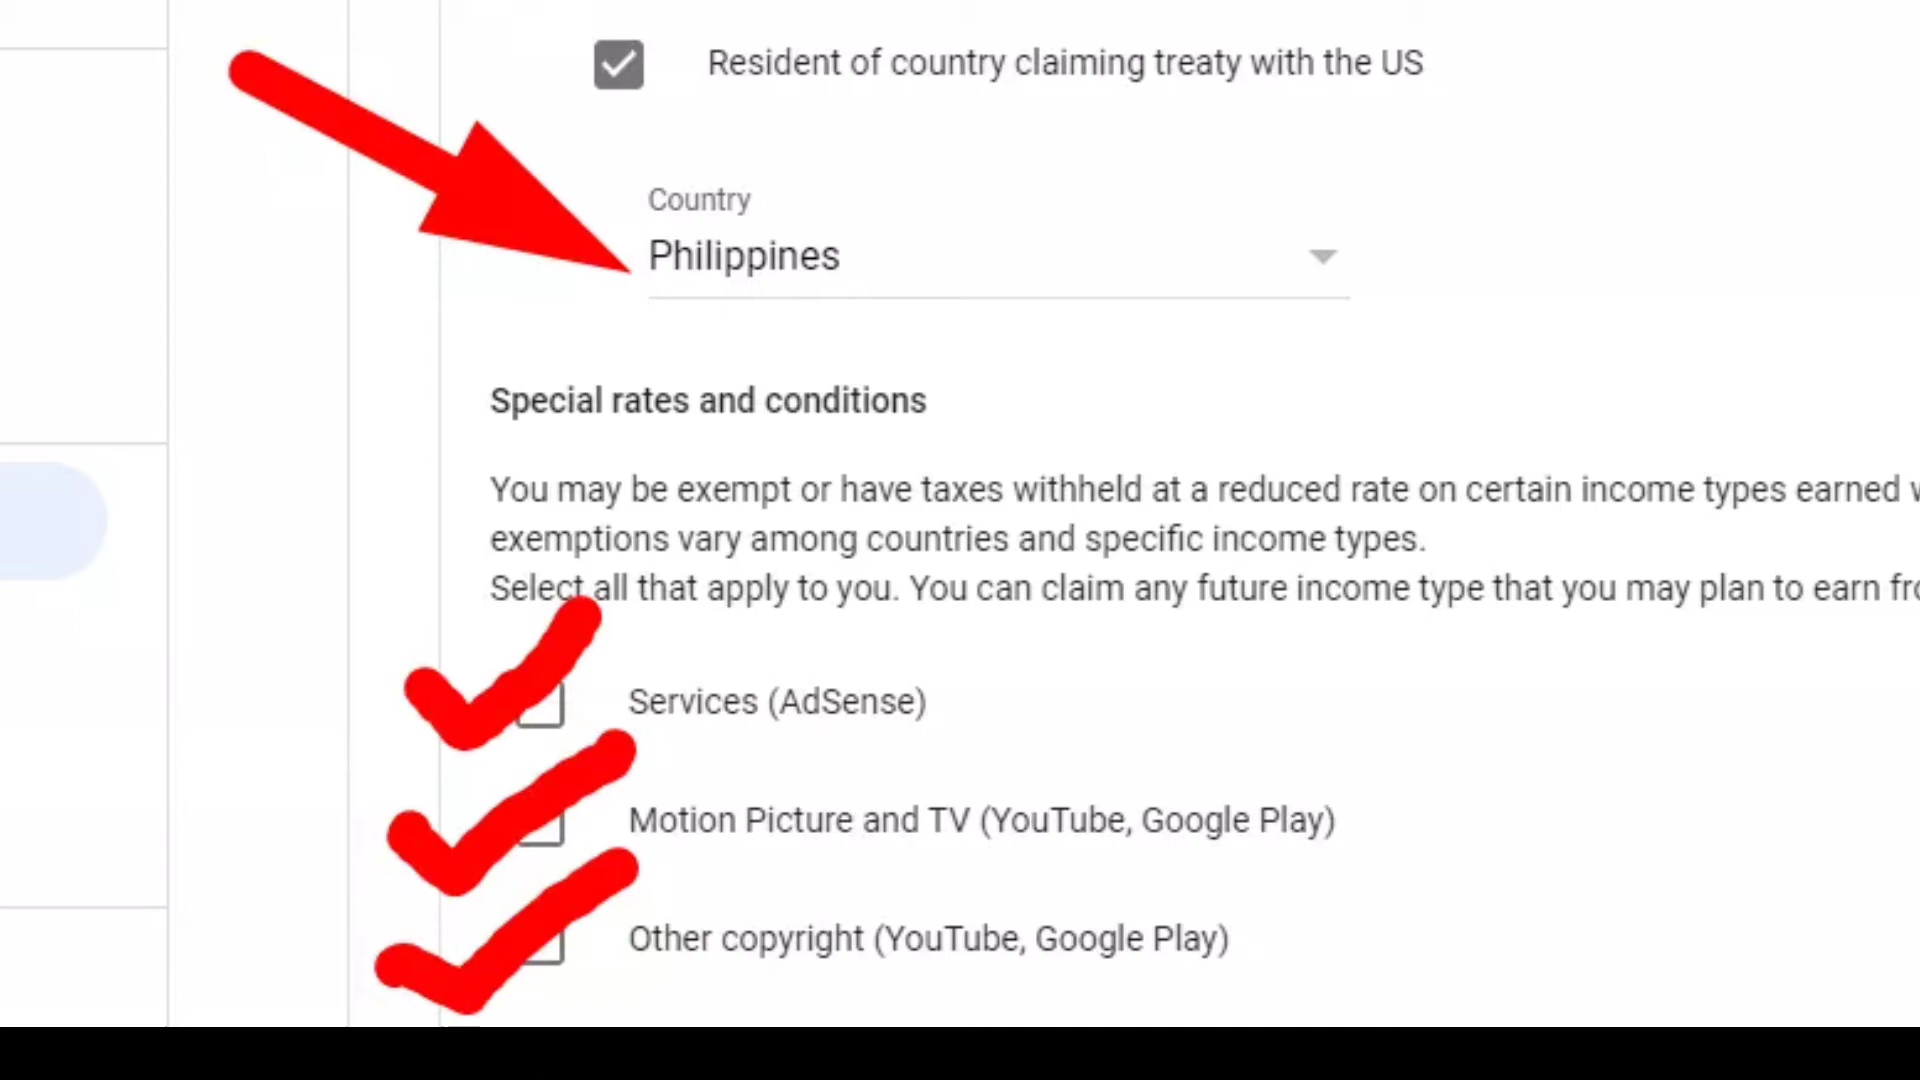 Resident of country claiming treaty with the US
Country
Philippines
Special rates and conditions
You may be exempt or have taxes withheld at a reduced rate on certain income types earned
exemptions vary among countries and specific income types.
Select all that apply to you. You can claim any future income type that you may plan to earn
Services (AdSense)
Motion Picture and TV (YouTube, Google Play)
Other copyright (YouTube, Google Play)